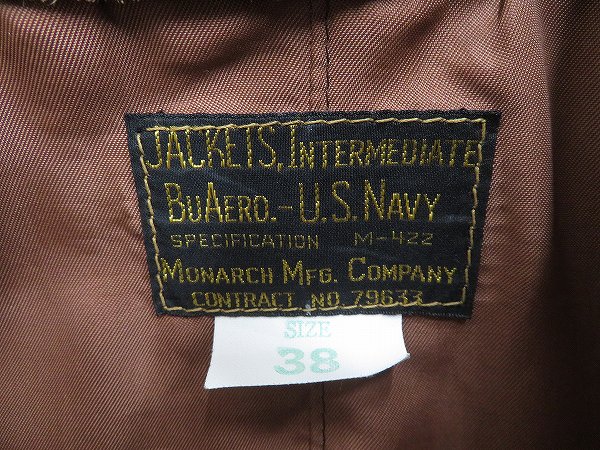 JACKETS, INTERMEDIATE
BUAERO.-U.S. NAVY
SPECIFICATION M-422
MONARCH MFG. COMPANY
CONTRACT NO. 79633
SIZE
38